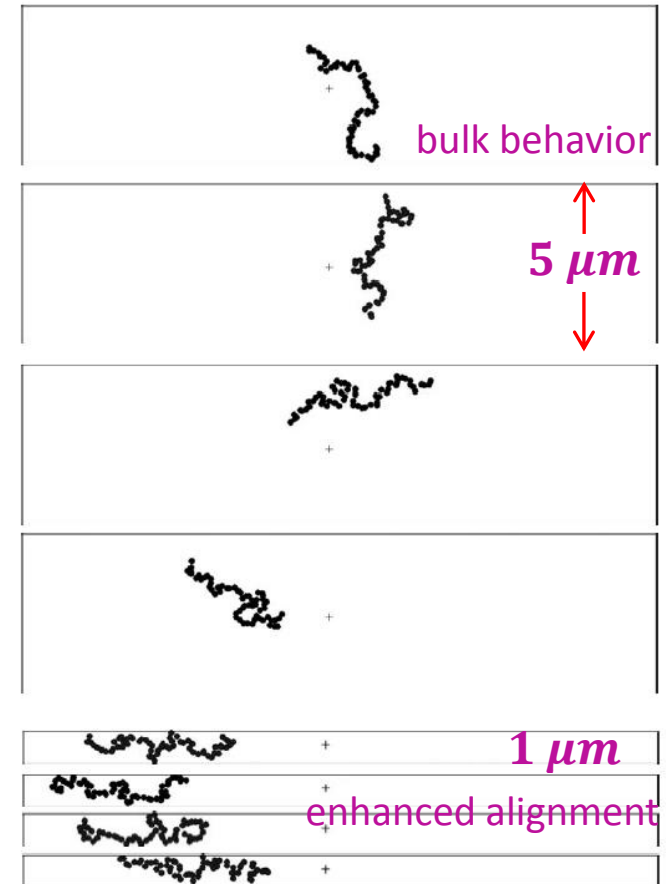 bulk behavior
5 μm
1 μm
enhanced alignment